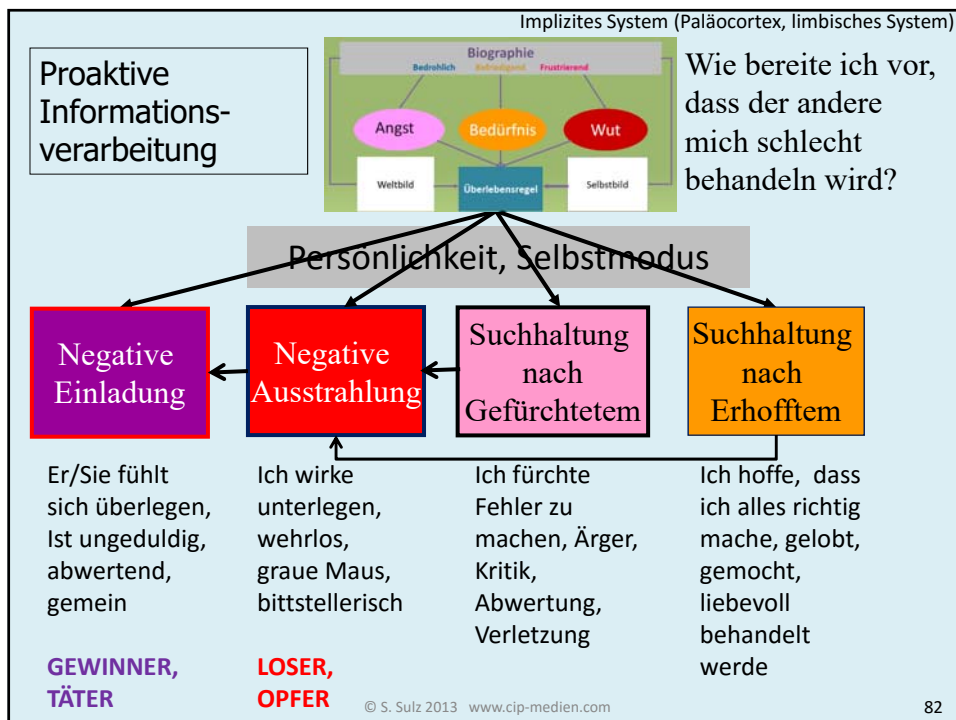 Implizites System (Paläocortex, limbisches System)
Proaktive
Informations-
verarbeitung
Biographie
Bedrohlich Befriedigend Frustrierend
Angst
Bedürfnis
Wut
Weltbild
Überlebensregel
Selbstbild
Wie bereite ich vor,
dass der andere
mich schlecht
behandeln wird?
Persönlichkeit, Selbstmodus
Negative
Einladung
Negative
Ausstrahlung
Suchhaltung
nach
Gefürchtetem
Suchhaltung
nach
Erhofftem
Er/Sie fühlt
sich überlegen,
Ist ungeduldig,
abwertend,
gemein
GEWINNER,
TÄTER
Ich wirke
unterlegen,
wehrlos,
graue Maus,
bittstellerisch
LOSER,
OPFER
Ich fürchte
Fehler zu
machen, Ärger,
Kritik,
Abwertung,
Verletzung
Ich hoffe, dass
ich alles richtig
mache, gelobt,
gemocht,
liebevoll
behandelt
werde
© S. Sulz 2013 www.cip-medien.com
82